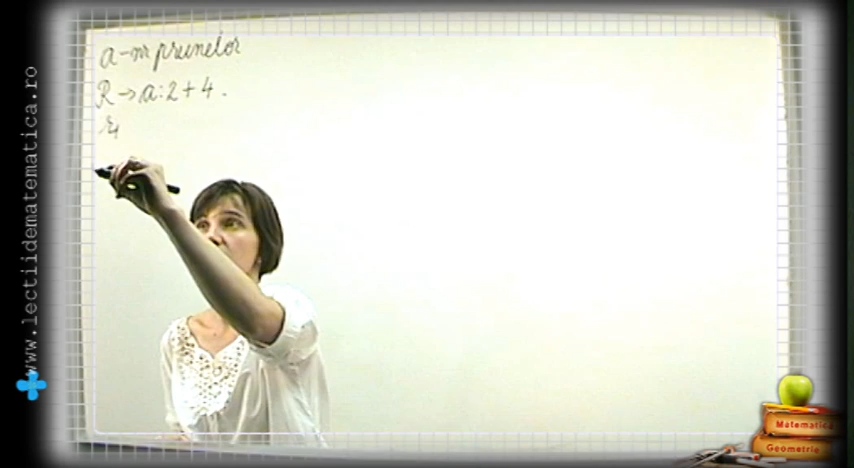 a-nr prunelor
R → a:2+4.
r₁
www.lectiidematematica.ro
Matematica
Geometrie